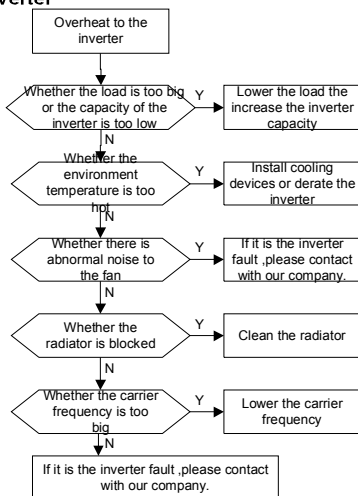 Overheat to the
inverter
Whether the load is too big
or the capacity of the
inverter is too low
Y
Lower the load the
increase the inverter
capacity
N
Whether the
environment
temperature is too
hot
Y
Install cooling
devices or derate the
inverter
N
Whether there is
abnormal noise to
the fan
Y
If it is the inverter
fault ,please contact
with our company.
N
Whether the
radiator is blocked
Y
Clean the radiator
N
Whether the carrier
frequency is too
big
Y
Lower the carrier
frequency
N
If it is the inverter fault ,please contact
with our company.